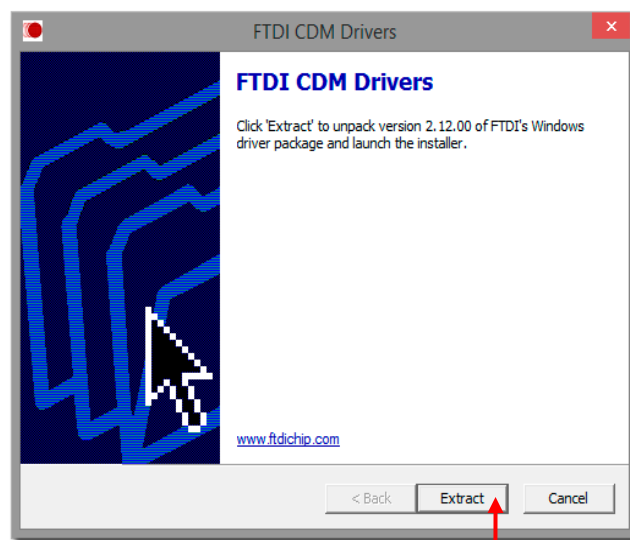 FTDI CDM Drivers
FTDI CDM Drivers
Click 'Extract' to unpack version 2.12.00 of FTDI's Windows
driver package and launch the installer.
www.ftdichip.com
< Back Extract Cancel